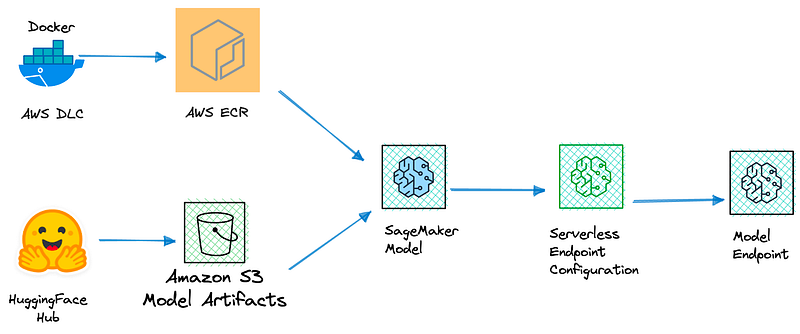 Docker
AWS DLC
AWS ECR
HuggingFace
Hub
Amazon S3
Model Artifacts
SageMaker
Model
Serverless
Endpoint
Configuration
Model
Endpoint